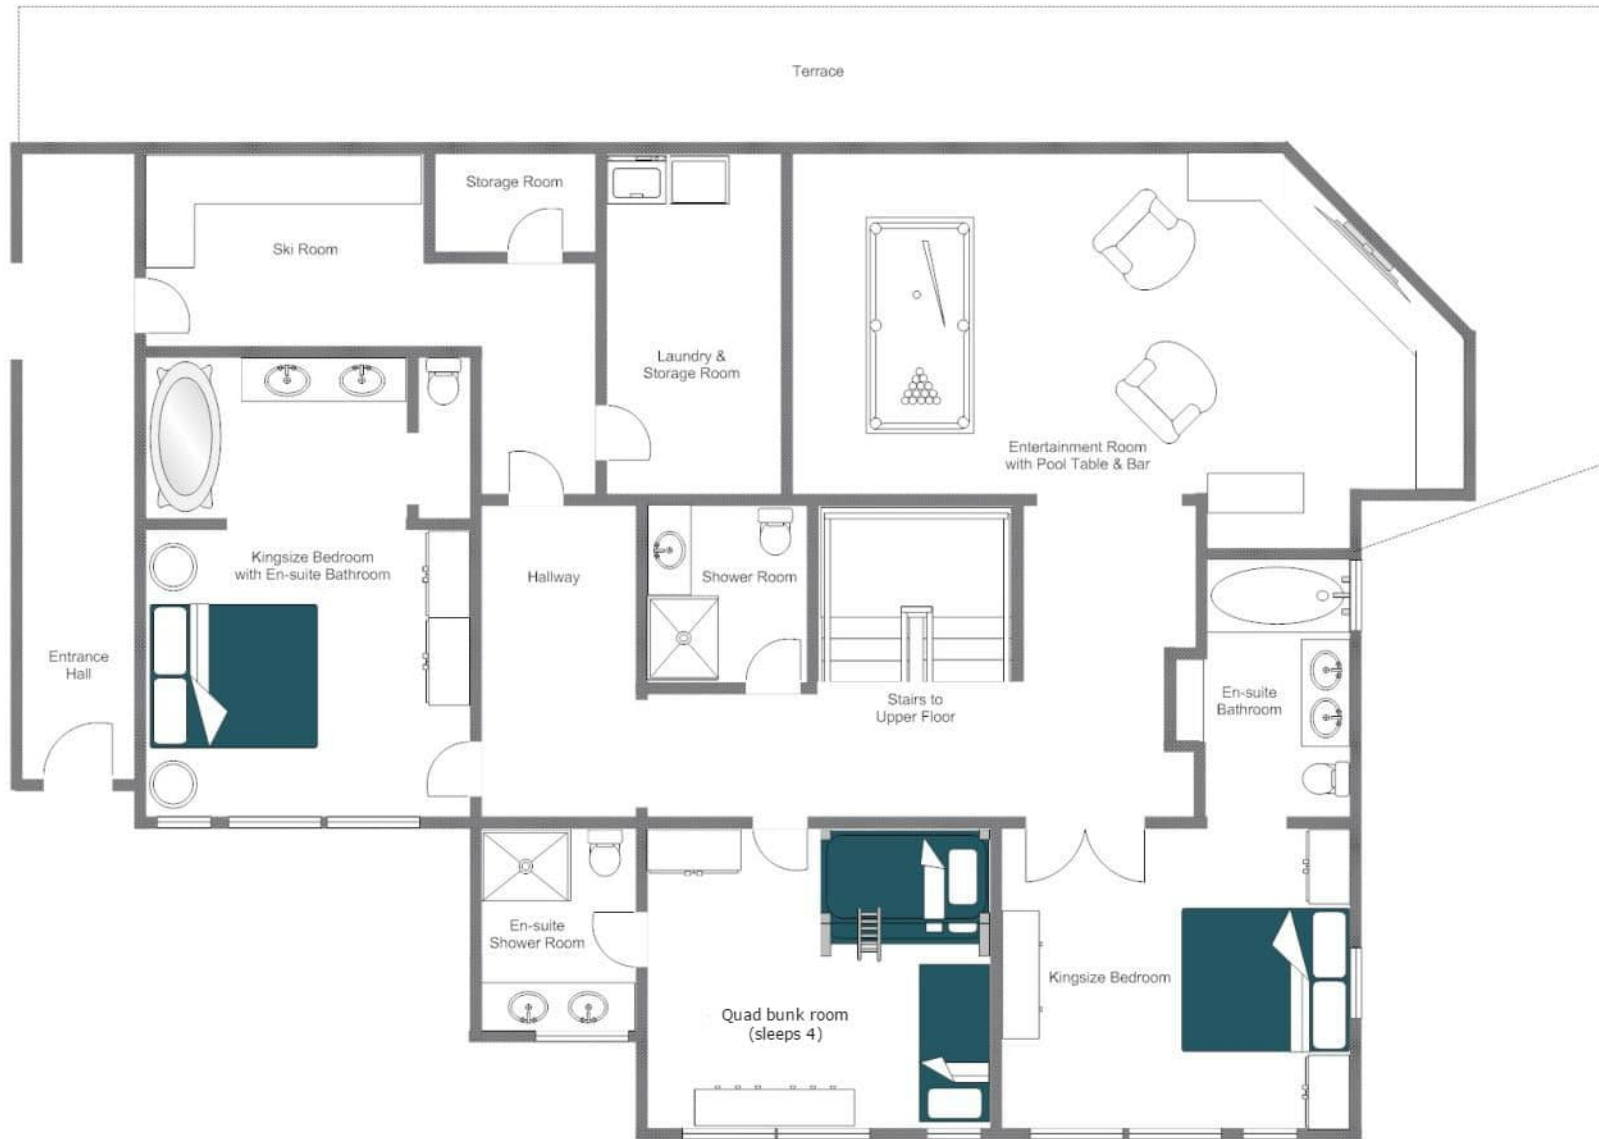 Terrace
Storage Room
Ski Room
Laundry &
Storage Room
Entertainment Room
with Pool Table & Bar
Kingsize Bedroom
with En-suite Bathroom
Hallway
Shower Room
Entrance
Hall
Stairs to
Upper Floor
En-suite
Bathroom
En-suite
Shower Room
Kingsize Bedroom
Quad bunk room
(sleeps 4)